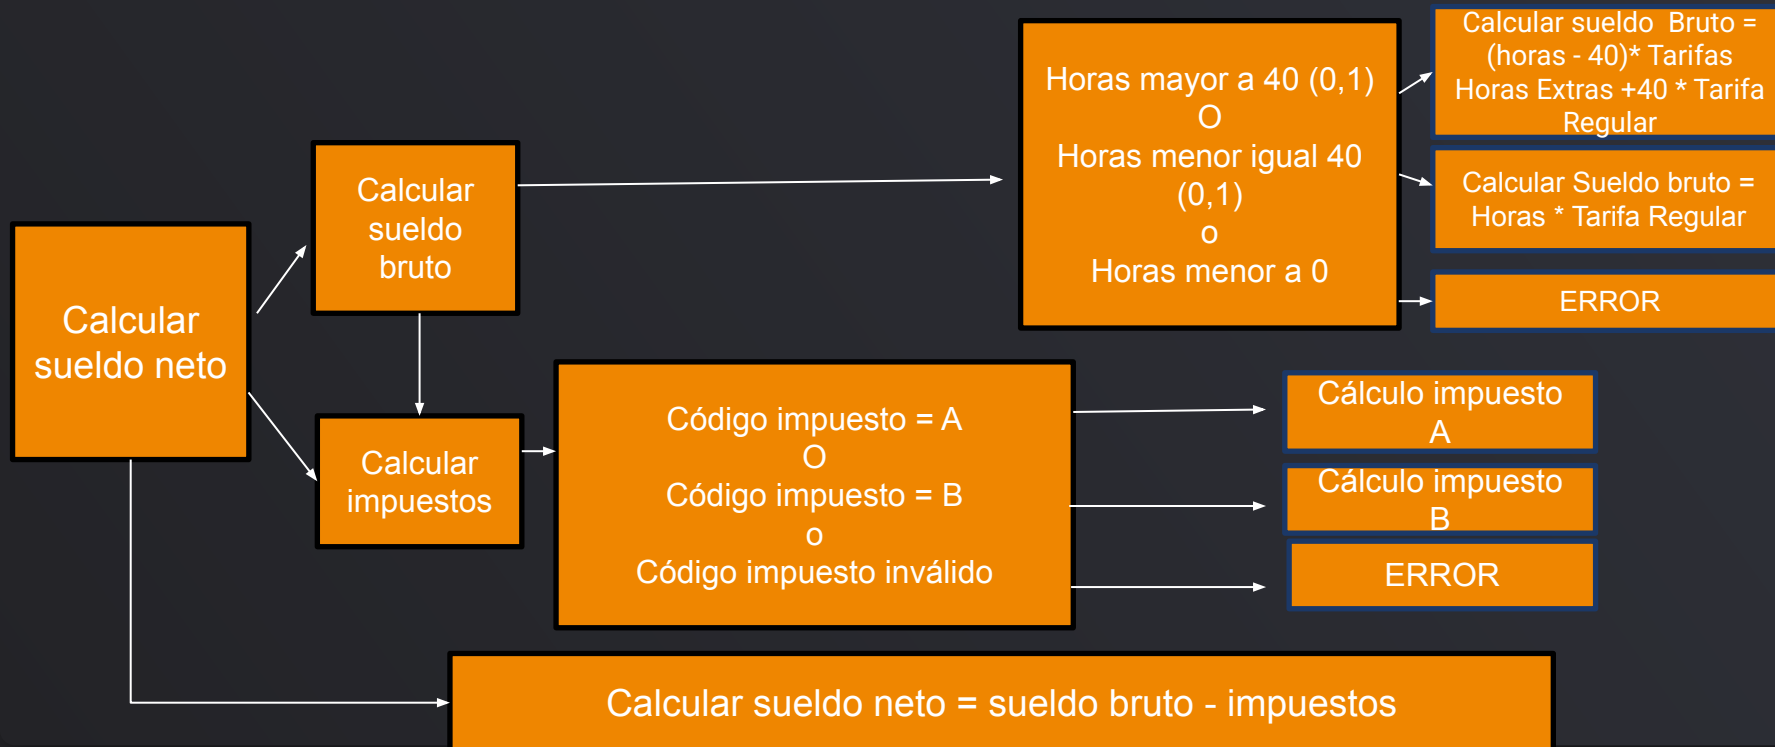 Calcular
sueldo neto
Calcular
sueldo
bruto
Calcular
impuestos
Horas mayor a 40 (0,1)
O
Horas menor igual 40
(0,1)
o
Horas menor a 0
Calcular sueldo Bruto =
(horas - 40)* Tarifas
Horas Extras +40 * Tarifa
Regular
Calcular Sueldo bruto =
Horas * Tarifa Regular
ERROR
Código impuesto = A
O
Código impuesto = B
o
Código impuesto inválido
Cálculo impuesto
A
Cálculo impuesto
B
ERROR
Calcular sueldo neto = sueldo bruto - impuestos